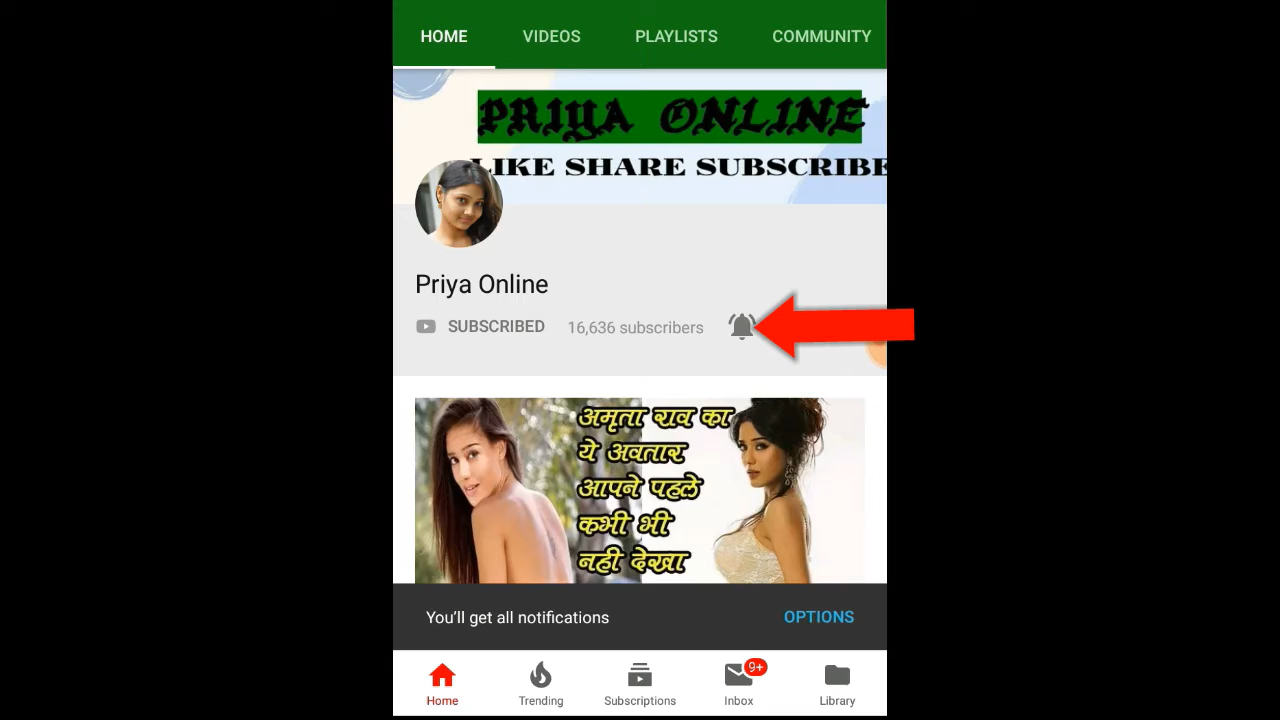 HOME VIDEOS PLAYLISTS COMMUNITY
PRIYA ONLINE
LIKE SHARE SUBSCRIBE
Priya Online
SUBSCRIBED 16,636 subscribers
अमृता राव का
ये अवतार
आपने पहले
कभी भी
नही देखा
You'll get all notifications OPTIONS
9+
Home Trending Subscriptions Inbox Library